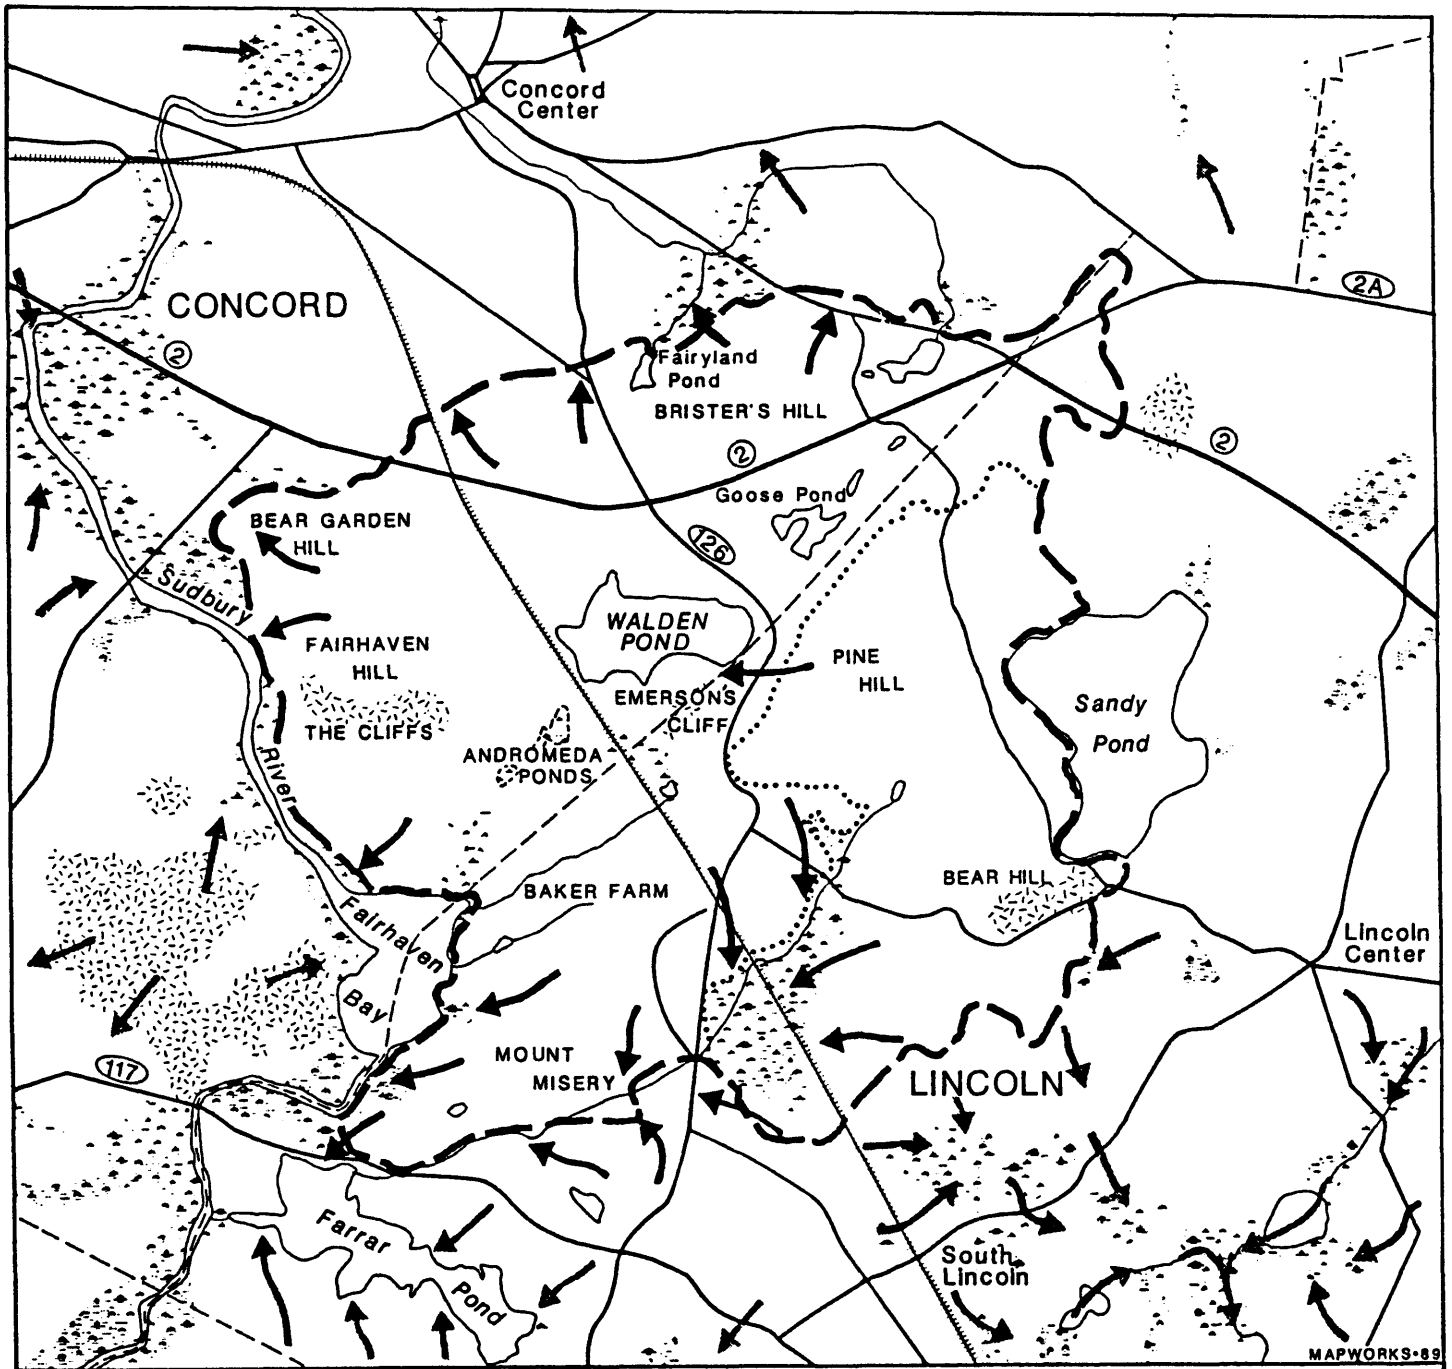 Concord
Center
2A
CONCORD
2
Fairyland
Pond
BRISTER'S HILL
2
2
Goose Pond
BEAR GARDEN
HILL
126
Sudbury
WALDEN
POND
FAIRHAVEN
HILL
PINE
HILL
EMERSONS
CLIFF
THE CLIFFS
Sandy
Pond
ANDROMEDA
PONDS
River
BEAR HILL
BAKER FARM
Fairhaven
Bay
Lincoln
Center
MOUNT
MISERY
117
LINCOLN
Farrar
Pond
South
Lincoln
MAPWORKS•89